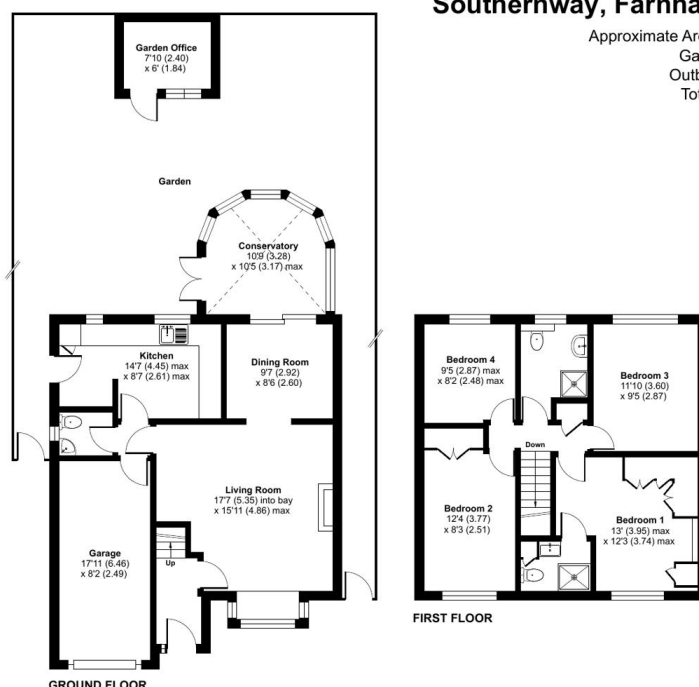 Southernway, Farnha
Approximate Are
Ga
Outb
Tot
Garden Office
7'10 (2.40)
x 6' (1.84)
Garden
Conservatory
10'9 (3.28)
x 10'5 (3.17) max
Kitchen
14'7 (4.45) max
x 8'7 (2.61) max
Dining Room
9'7 (2.92)
x 8'6 (2.60)
Living Room
17'7 (5.35) into bay
x 15'11 (4.86) max
Garage
17'11 (6.46)
x 8'2 (2.49)
Up
GROUND FLOOR
Bedroom 4
9'5 (2.87) max
x 8'2 (2.48) max
Bedroom 3
11'10 (3.60)
x 9'5 (2.87)
Down
Bedroom 2
12'4 (3.77)
x 8'3 (2.51)
Bedroom 1
13' (3.95) max
x 12'3 (3.74) max
FIRST FLOOR